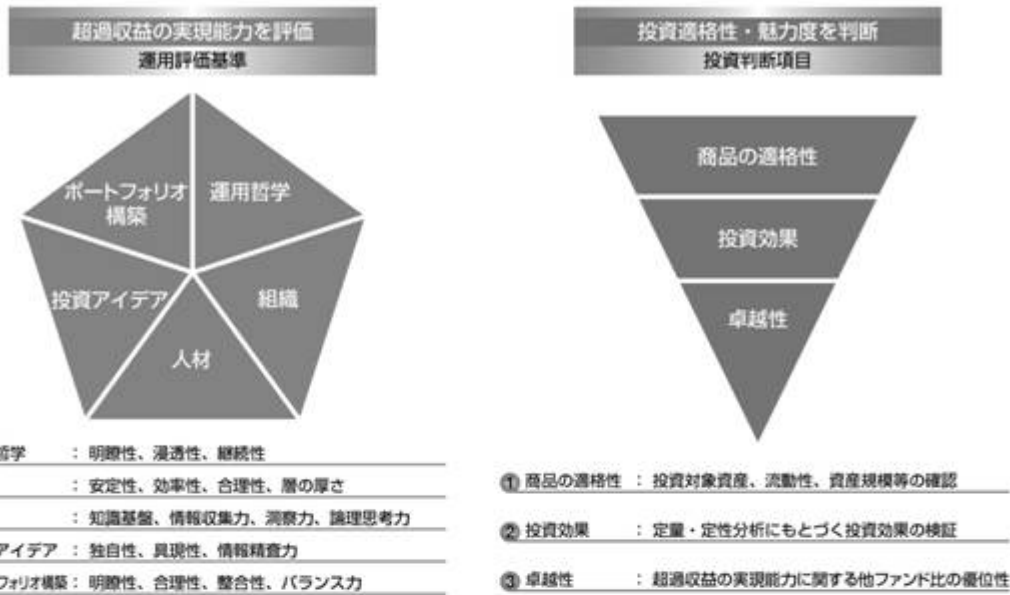 超過収益の実現能力を評価
運用評価基準
ポートフォリオ
構築
運用哲学
投資アイデア
組織
人材
哲学 : 明瞭性、浸透性、継続性
: 安定性、効率性、合理性、層の厚さ
: 知識基盤、情報収集力、洞察力、論理思考力
アイデア : 独自性、具現性、情報精査力
フォリオ構築 : 明瞭性、合理性、整合性、バランス力
投資適格性・魅力度を判断
投資判断項目
商品の適格性
投資効果
卓越性
① 商品の適格性 : 投資対象資産、流動性、資産規模等の確認
② 投資効果 : 定量・定性分析にもとづく投資効果の検証
③ 卓越性 : 超過収益の実現能力に関する他ファンド比の優位性